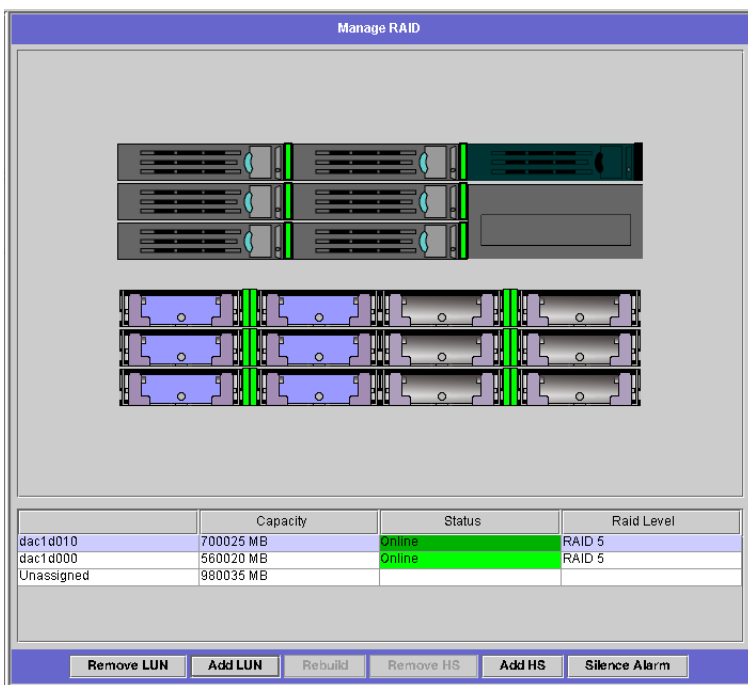 Manage RAID
Capacity Status Raid Level
dac1d010 700025 MB Online RAID 5
dac1d000 560020 MB Online RAID 5
Unassigned 980035 MB
Remove LUN Add LUN Rebuild Remove HS Add HS Silence Alarm